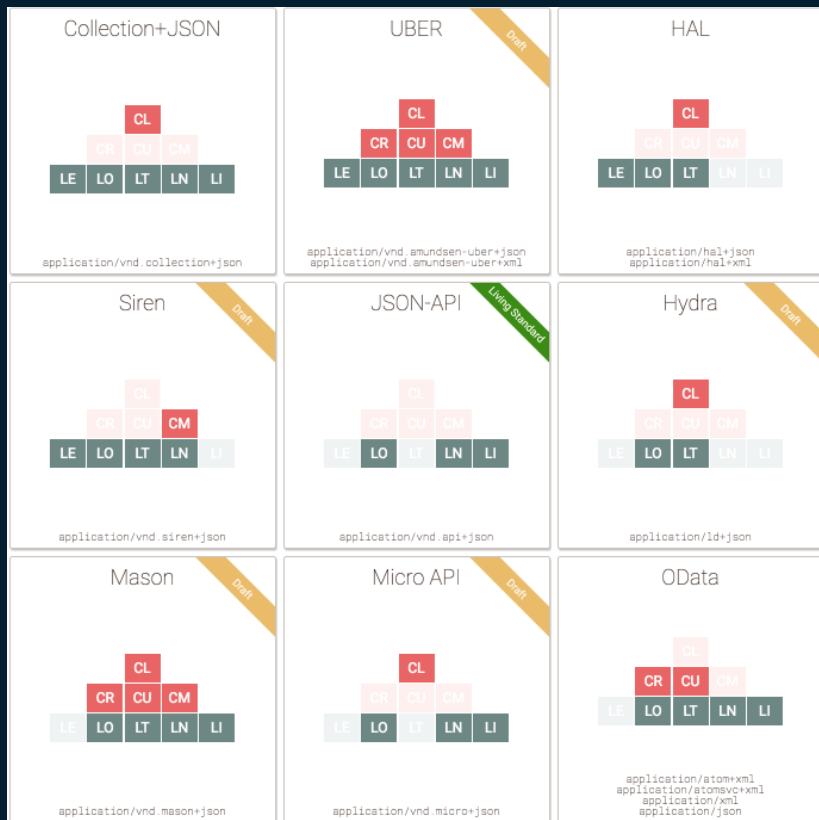 Collection+JSON
CL
CR CU CM
LE LO LT LN LI
application/vnd.collection+json
UBER
Draft
CL
CR CU CM
LE LO LT LN LI
application/vnd.amundsen-uber+json
application/vnd.amundsen-uber+xml
HAL
CL
CR CU CM
LE LO LT LN LI
application/hal+json
application/hal+xml
Siren
Draft
CL
CR CU CM
LE LO LT LN LI
application/vnd.siren+json
JSON-API
Living Standard
CL
CR CU CM
LE LO LT LN LI
application/vnd.api+json
Hydra
Draft
CL
CR CU CM
LE LO LT LN LI
application/ld+json
Mason
Draft
CL
CR CU CM
LE LO LT LN LI
application/vnd.mason+json
Micro API
Draft
CL
CR CU CM
LE LO LT LN LI
application/vnd.micro+json
OData
CL
CR CU CM
LE LO LT LN LI
application/atom+xml
application/atomsvc+xml
application/xml
application/json